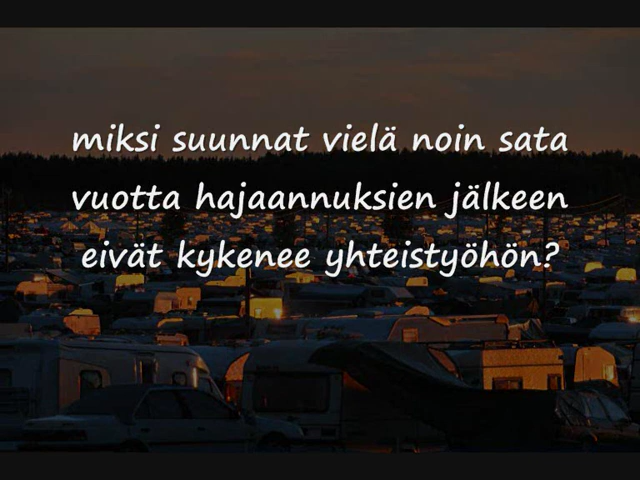 miksi suunnat vielä noin sata
vuotta hajaannuksien jälkeen
eivät kykenee yhteistyöhön?